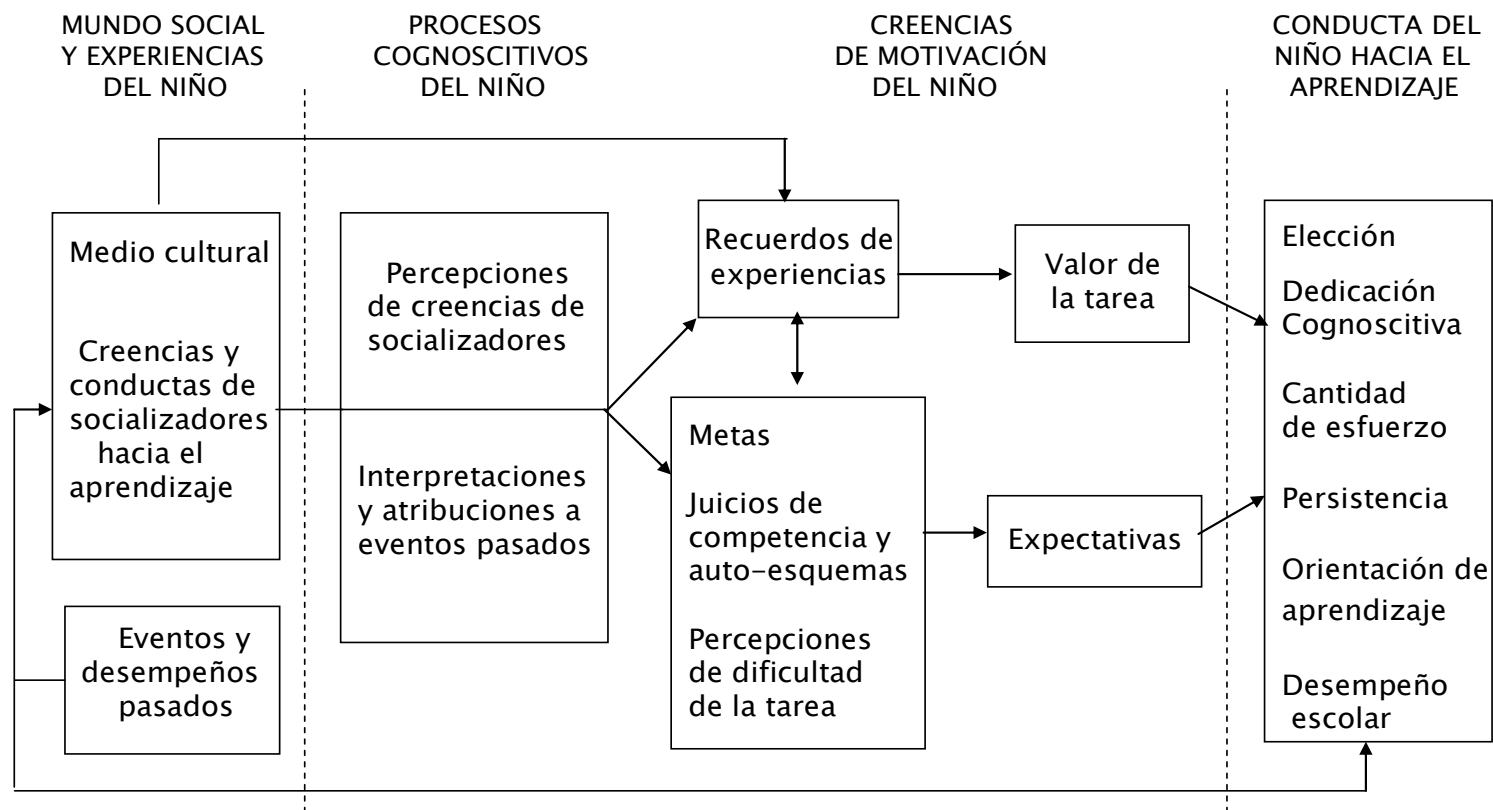 MUNDO SOCIAL
Y EXPERIENCIAS
DEL NIÑO
PROCESOS
COGNOSCITIVOS
DEL NIÑO
CREENCIAS
DE MOTIVACIÓN
DEL NIÑO
CONDUCTA DEL
NIÑO HACIA EL
APRENDIZAJE
Medio cultural
Creencias y
conductas de
socializadores
hacia el
aprendizaje
Eventos y
desempeños
pasados
Percepciones
de creencias de
socializadores
Interpretaciones
y atribuciones a
eventos pasados
Recuerdos de
experiencias
Metas
Juicios de
competencia y
auto-esquemas
Percepciones
de dificultad
de la tarea
Valor de
la tarea
Expectativas
Elección
Dedicación
Cognoscitiva
Cantidad
de esfuerzo
Persistencia
Orientación de
aprendizaje
Desempeño
escolar